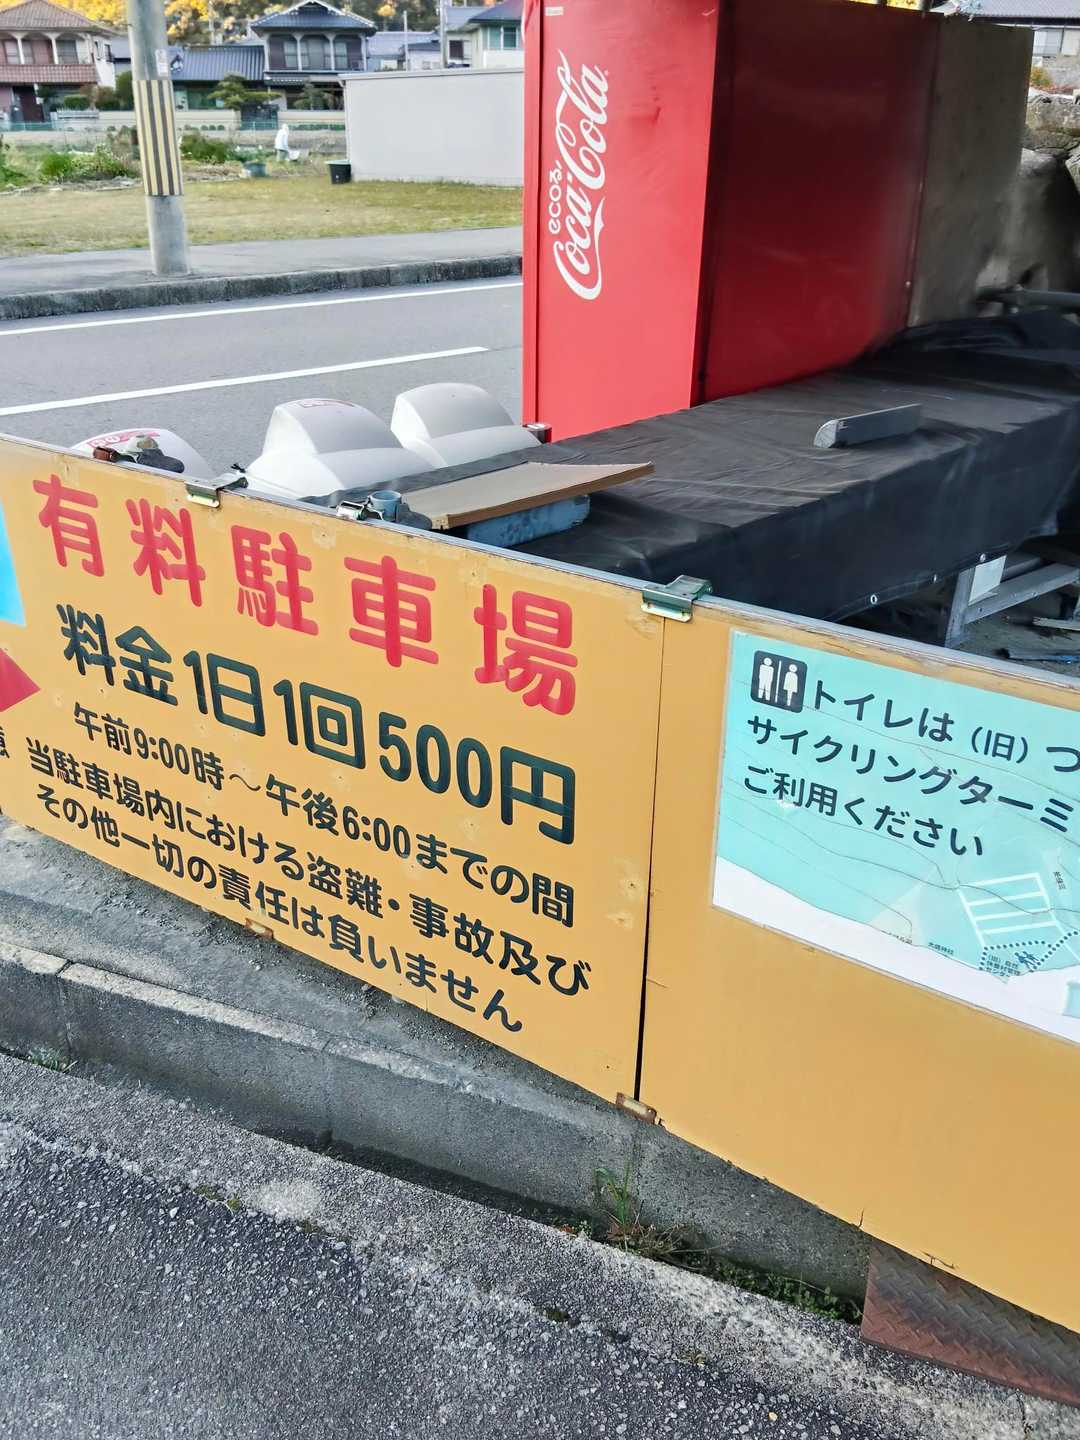 ecoる!
Coca-Cola
有料駐車場
料金1日1回500円
午前9:00時～午後6:00までの間
当駐車場内における盗難・事故及び
その他一切の責任は負いません
トイレは（旧）つ
サイクリングターミ
ご利用ください